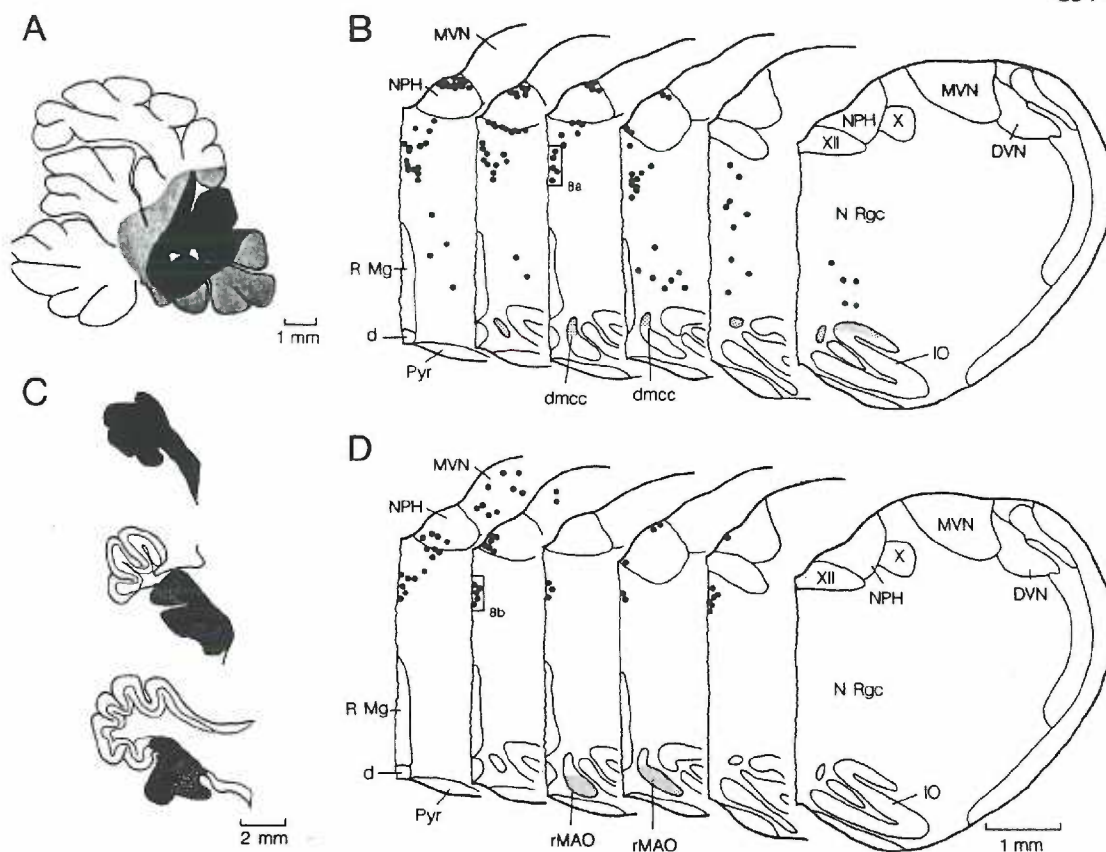 A
1 mm
B
MVN
NPH
8a
R Mg
d
Pyr
dmcc
dmcc
MVN
NPH
X
XII
DVN
N Rgc
IO
C
2 mm
D
MVN
NPH
8b
R Mg
d
Pyr
rMAO
rMAO
MVN
X
XII
NPH
DVN
N Rgc
IO
1 mm